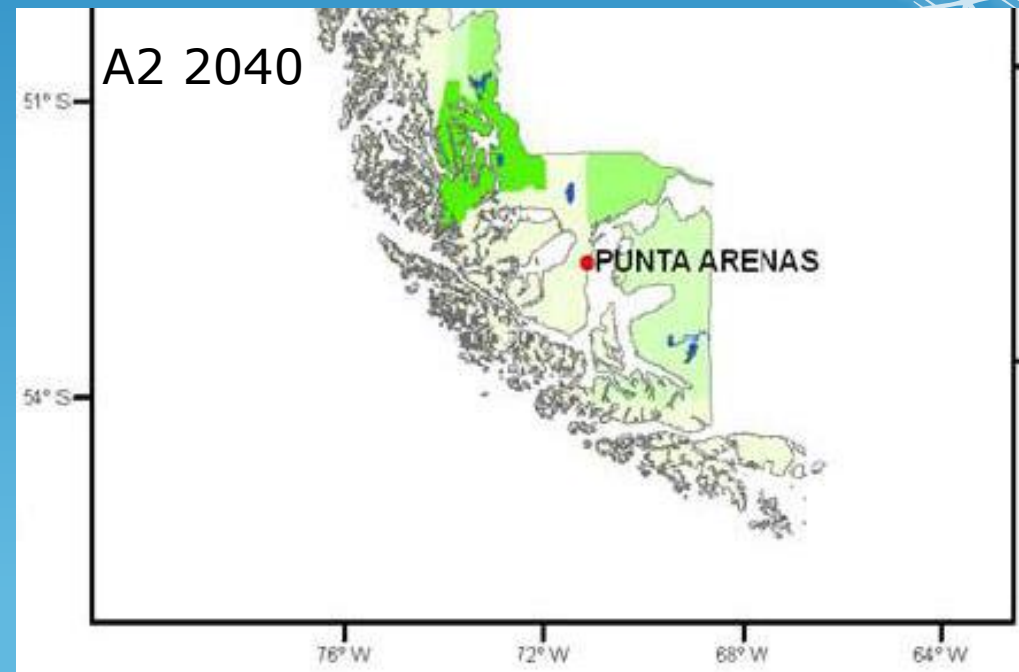 A2 2040
51° S
PUNTA ARENAS
54° S
76° W
72° W
68° W
64° W